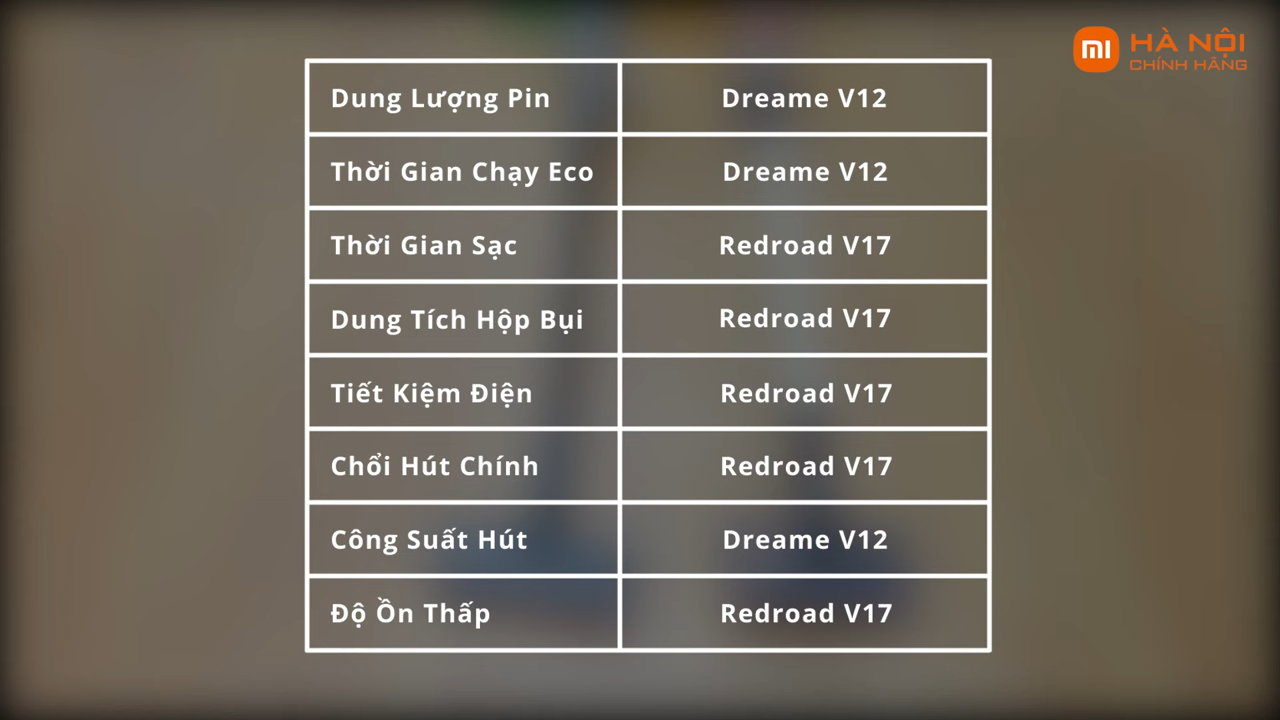 mi HÀ NỘI
CHÍNH HÃNG
Dung Lượng Pin Dreame V12
Thời Gian Chạy Eco Dreame V12
Thời Gian Sạc Redroad V17
Dung Tích Hộp Bụi Redroad V17
Tiết Kiệm Điện Redroad V17
Chổi Hút Chính Redroad V17
Công Suất Hút Dreame V12
Độ Ồn Thấp Redroad V17